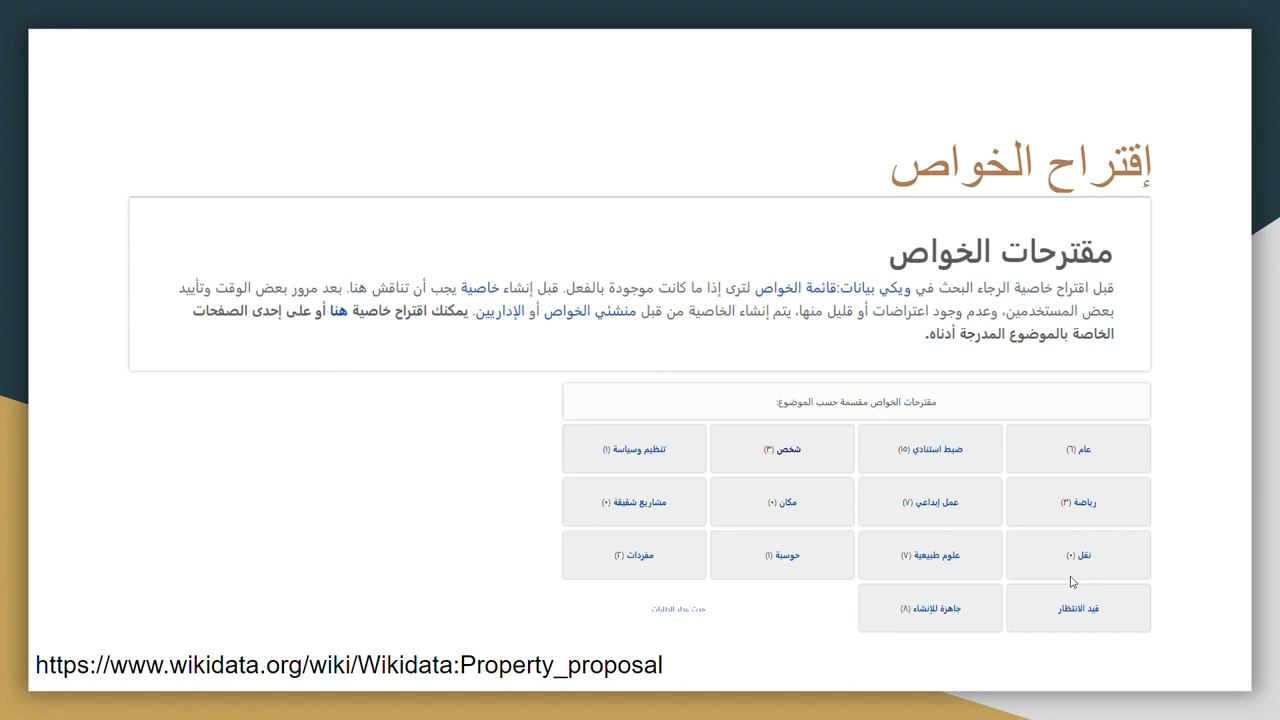 إقتراح الخواص
مقترحات الخواص
قبل اقتراح خاصية الرجاء البحث في ويكي بيانات:قائمة الخواص لترى إذا ما كانت موجودة بالفعل. قبل إنشاء خاصية يجب أن تناقش هنا. بعد مرور بعض الوقت وتأييد
بعض المستخدمين، وعدم وجود اعتراضات أو قليل منها، يتم إنشاء الخاصية من قبل منشئي الخواص أو الإداريين. يمكنك اقتراح خاصية هنا أو على إحدى الصفحات
الخاصة بالموضوع المدرجة أدناه.
مقترحات الخواص مقسمة حسب الموضوع:
عام (٦) ضبط استنادي (١٥) شخص (٣) تنظيم وسياسة (١)
رياضة (٣) عمل إبداعي (٧) مكان (٠) مشاريع شقيقة (٠)
نقل (٠) علوم طبيعية (٧) حوسبة (١) مفردات (٢)
قيد الانتظار جاهزة للإنشاء (٨) حدث عداد الطلبات
https://www.wikidata.org/wiki/Wikidata:Property_proposal